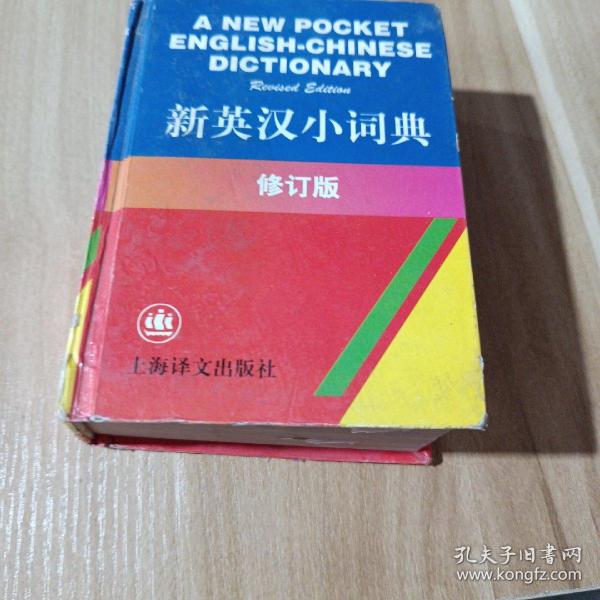 A NEW POCKET
ENGLISH-CHINESE
DICTIONARY
Revised Edition
新英汉小词典
修订版
上海译文出版社
孔夫子旧书网
www.kongfz.com